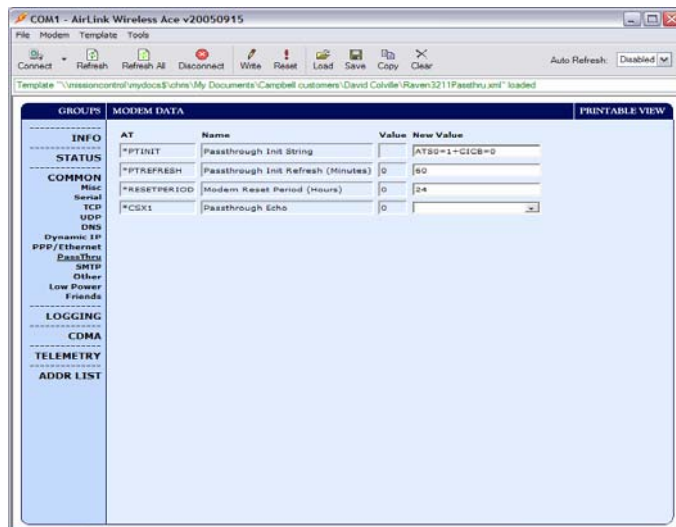 COM1 - AirLink Wireless Ace v20050915
File Modem Template Tools
Connect Refresh Refresh All Disconnect Write Reset Load Save Copy Clear Auto Refresh: Disabled
Template "\\missioncontrol\mydocs$\chris\My Documents\Campbell customers\David Colville\Raven3211Passthru.xml" loaded
GROUPS MODEM DATA PRINTABLE VIEW
INFO
STATUS
COMMON
Misc
Serial
TCP
UDP
DNS
Dynamic IP
PPP/Ethernet
PassThru
SMTP
Other
Low Power
Friends
LOGGING
CDMA
TELEMETRY
ADDR LIST
AT Name Value New Value
*PTINIT Passthrough Init String ATS0=1+CICB=0
*PTREFRESH Passthrough Init Refresh (Minutes) 0 60
*RESETPERIOD Modem Reset Period (Hours) 0 24
*CSX1 Passthrough Echo 0